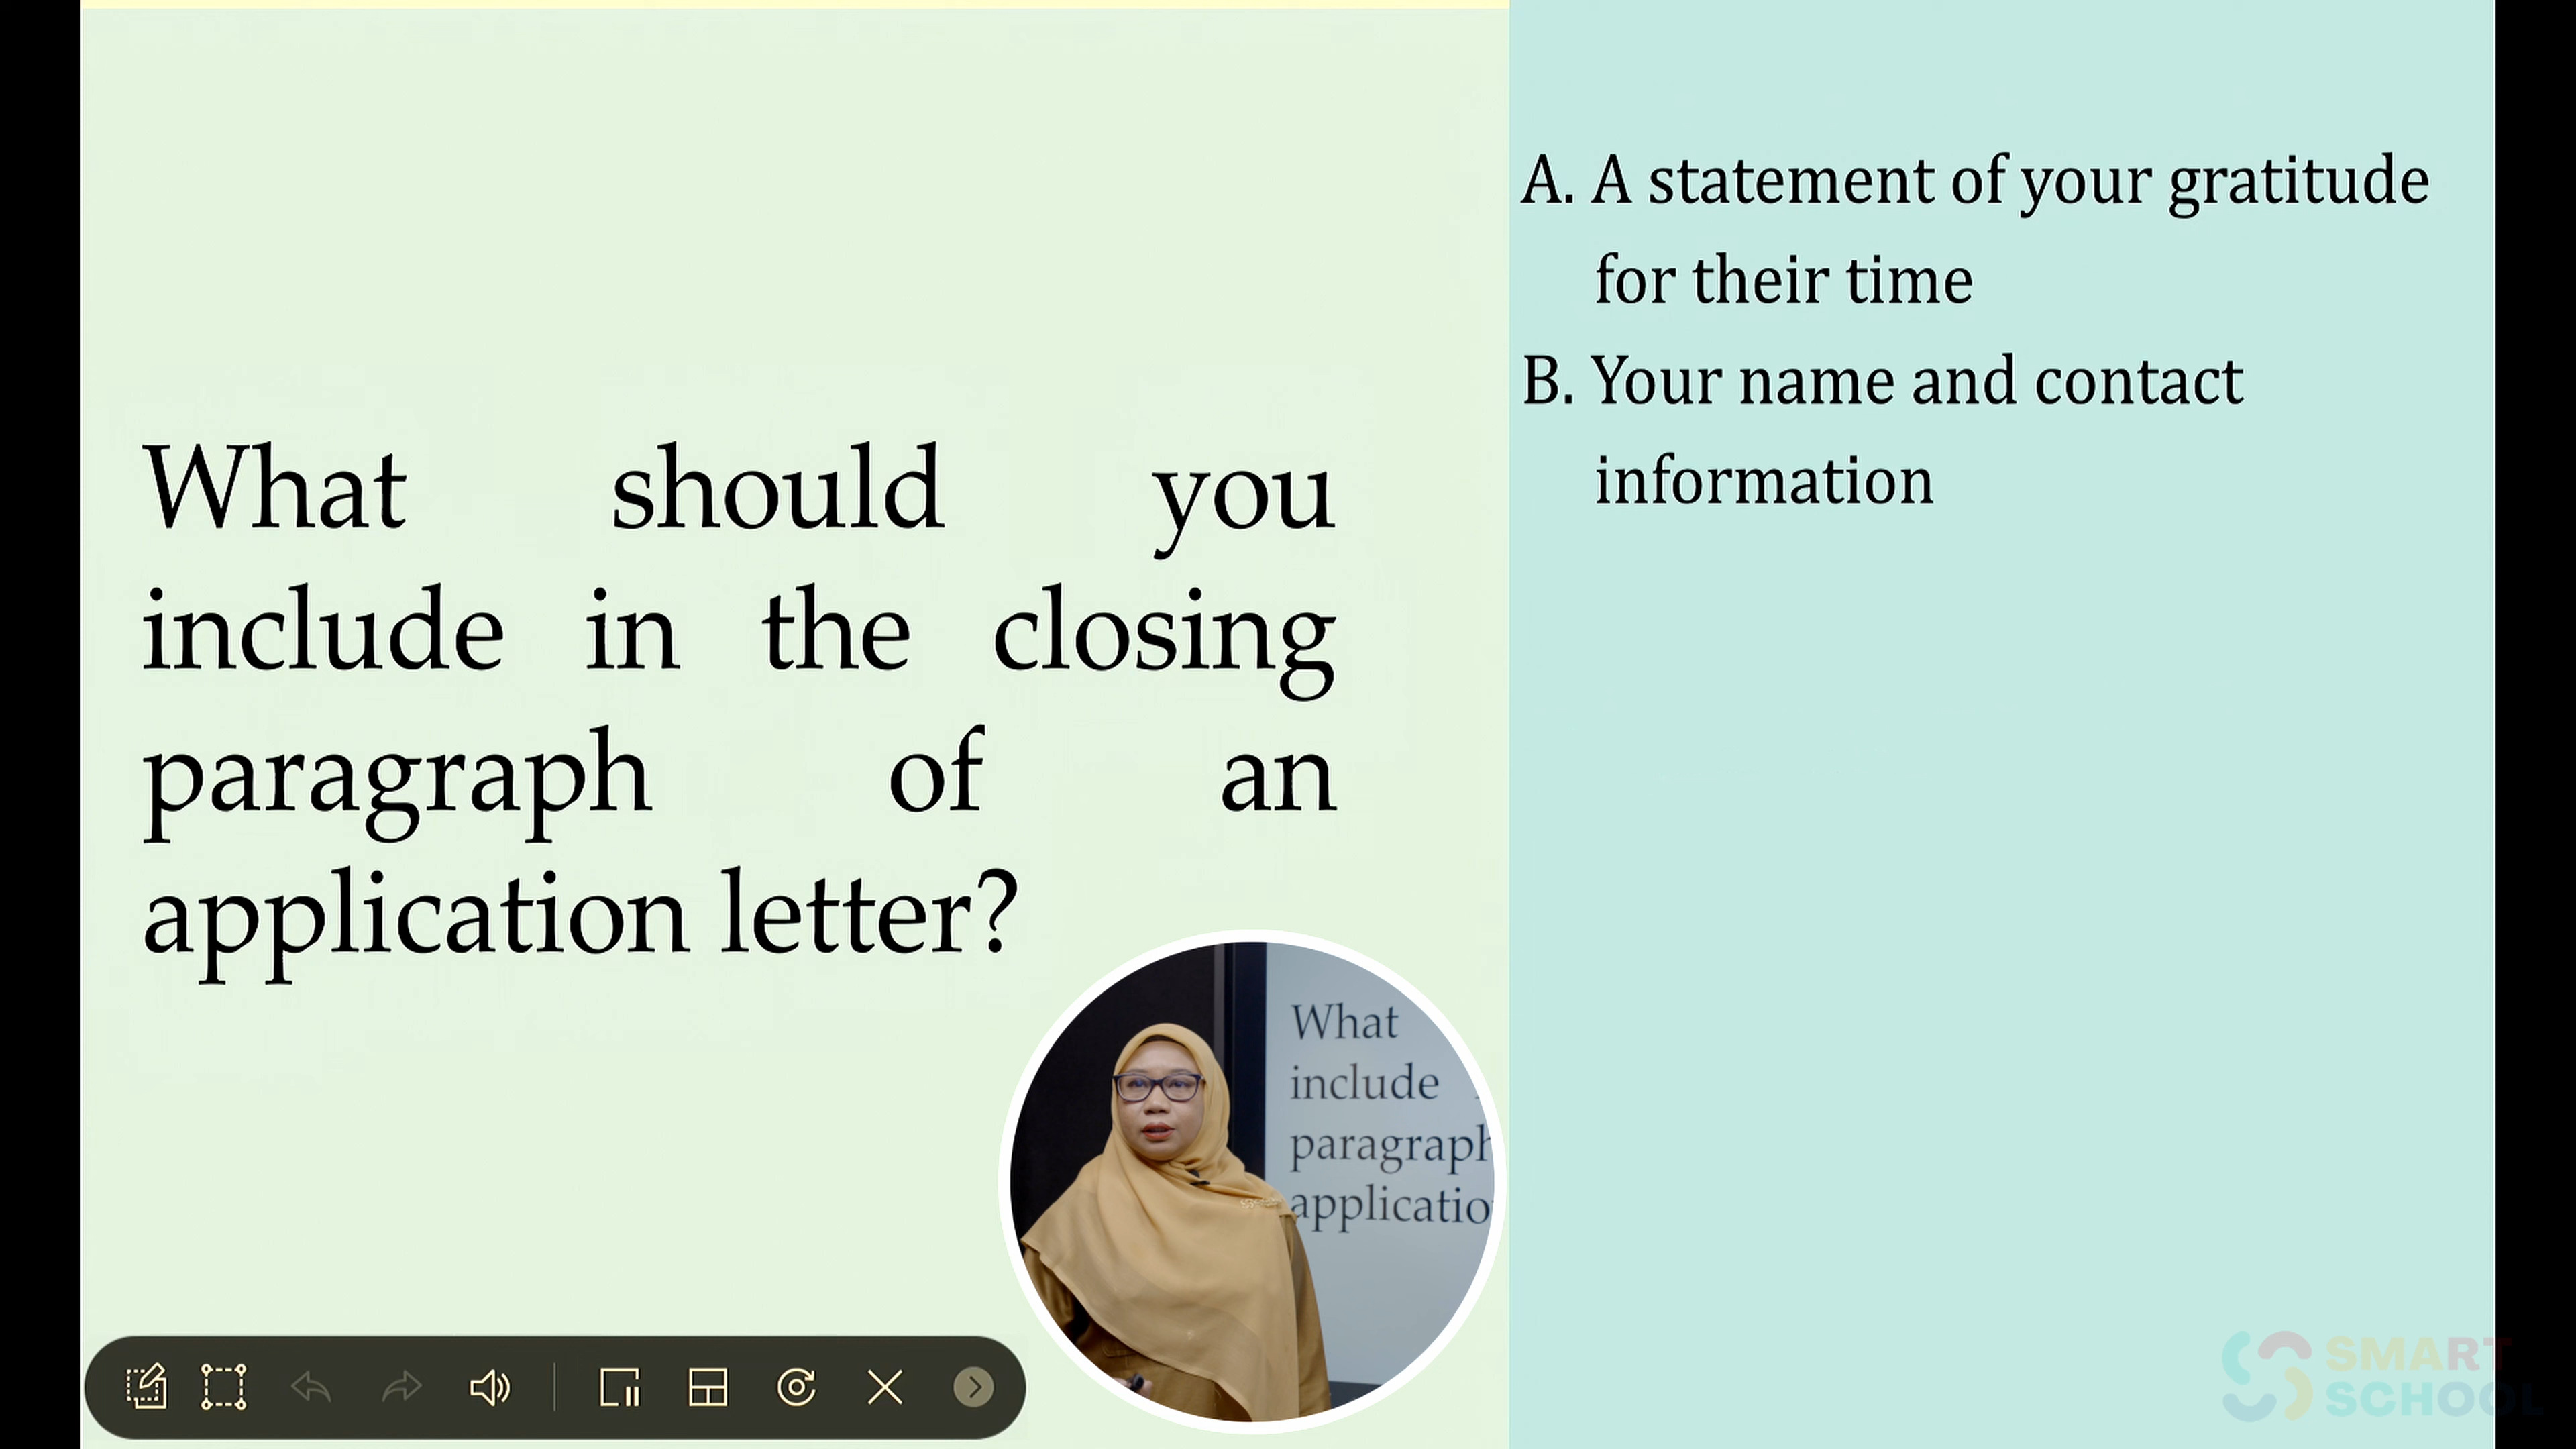 What should you
include in the closing
paragraph of an
application letter?
A. A statement of your gratitude
for their time
B. Your name and contact
information
What
include
paragraph
applicatio
SMART
SCHOOL